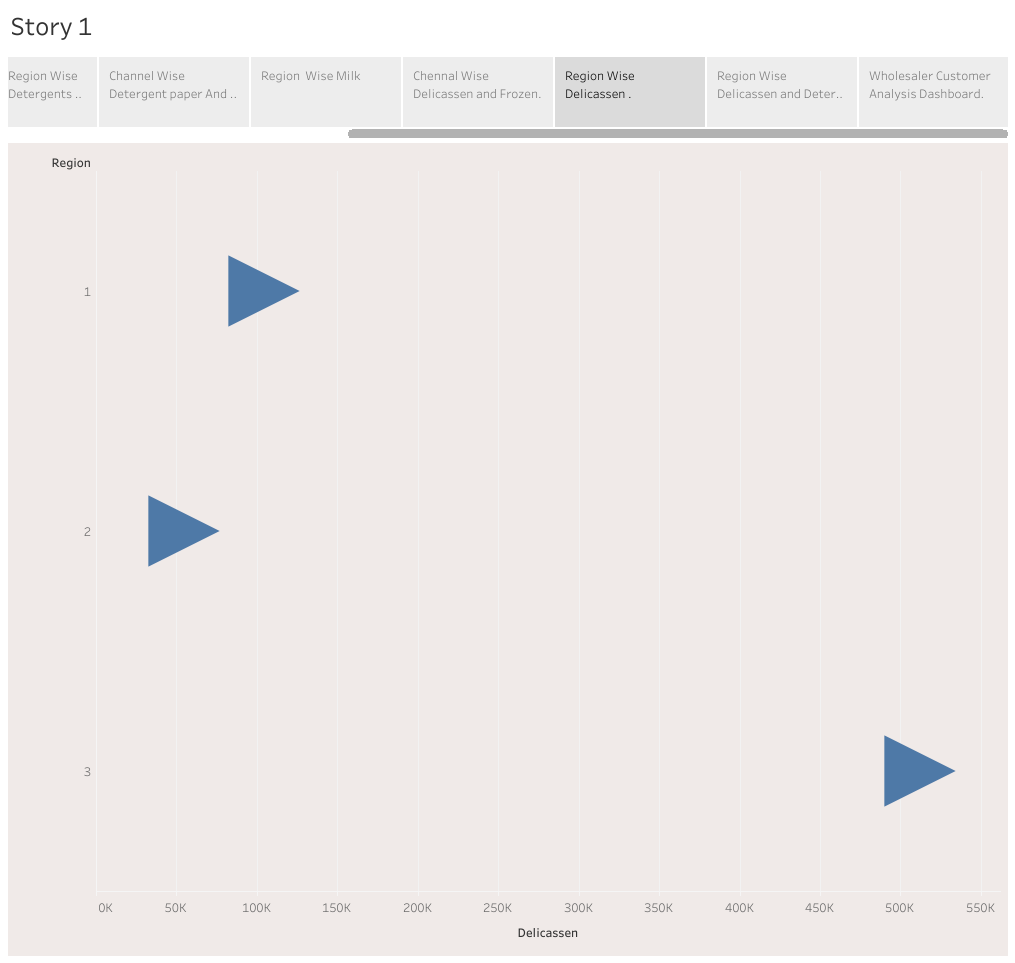 Story 1
Region Wise
Detergents ..
Channel Wise
Detergent paper And ..
Region  Wise Milk
Chennal Wise
Delicassen and Frozen.
Region Wise
Delicassen .
Region Wise
Delicassen and Deter..
Wholesaler Customer
Analysis Dashboard.
Region
1
2
3
0K 50K 100K 150K 200K 250K 300K 350K 400K 450K 500K 550K
Delicassen